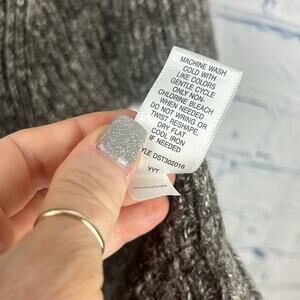 MACHINE WASH
COLD WITH
LIKE COLORS
GENTLE CYCLE
ONLY NON-
CHLORINE BLEACH
WHEN NEEDED
DO NOT WRING OR
TWIST RESHAPE,
DRY FLAT
COOL IRON
IF NEEDED
YLE DST302016
YYT